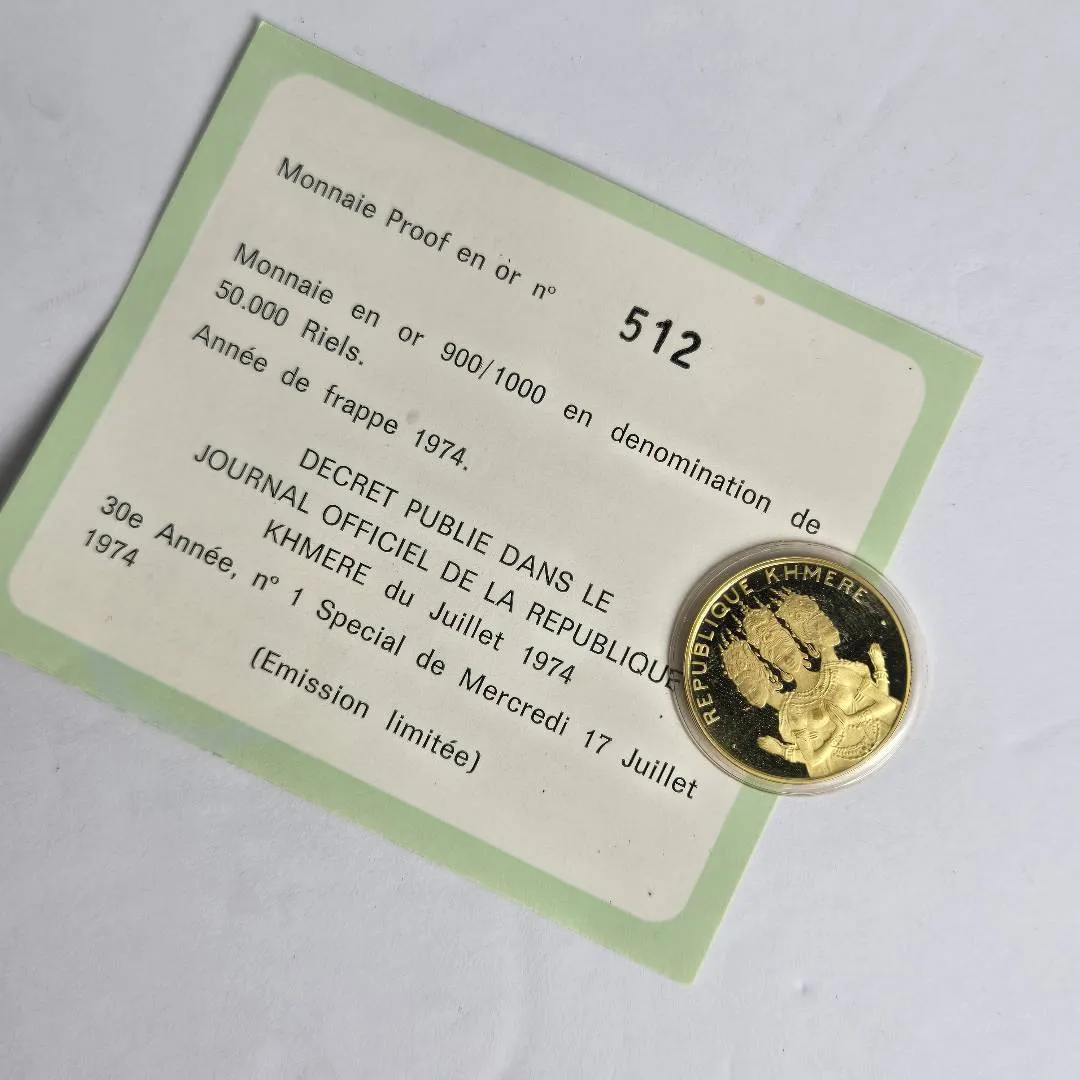 Monnaie Proof en or n° 512
Monnaie en or 900/1000 en denomination de
50.000 Riels.
Année de frappe 1974.
DECRET PUBLIE DANS LE
JOURNAL OFFICIEL DE LA REPUBLIQUE
KHMERE du Juillet 1974
30e Année, n° 1 Special de Mercredi 17 Juillet
1974
(Emission limitée)
REPUBLIQUE KHMERE